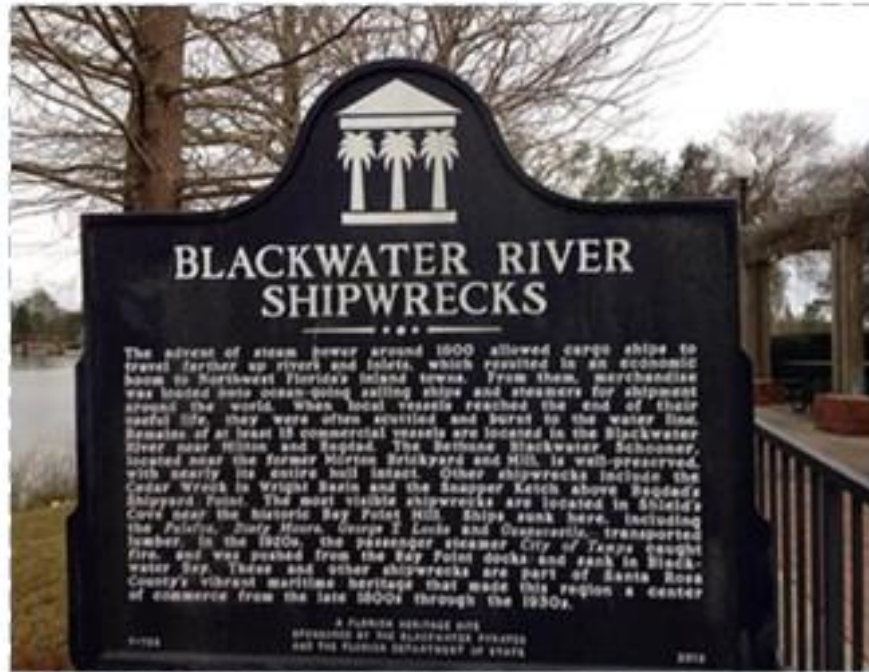 BLACKWATER RIVER
SHIPWRECKS
The advent of steam power around 1800 allowed cargo ships to
travel farther up rivers and inlets, which resulted in an economic
boom to Northwest Florida's inland towns. From them, merchandise
was loaded onto ocean-going sailing ships and steamers for shipment
around the world. When local vessels reached the end of their
useful life, they were often scuttled and burnt to the water line.
Remains of at least 15 commercial vessels are located in the Blackwater
River near Milton and Bagdad. The Bethune Blackwater Schooner,
located near the former Morton Brickyard and Mill, is well-preserved,
with nearly its entire hull intact. Other shipwrecks include the
Cedar Wreck in Wright Basin and the Snapper Ketch above Bagdad's
Shipyard Point. The most visible shipwrecks are located in Shield's
Cove near the historic Bay Point Mill. Ships sunk here, including
the Palafox, Dinty Moore, George T. Locke and Guanacastle, transported
lumber. In the 1920s, the passenger steamer City of Tampa caught
fire, and was pushed from the Bay Point docks and sank in Black-
water Bay. These and other shipwrecks are part of Santa Rosa
County's vibrant maritime heritage that made this region a center
of commerce from the late 1800s through the 1930s.
A FLORIDA HERITAGE SITE
SPONSORED BY THE BLACKWATER PYRATES
AND THE FLORIDA DEPARTMENT OF STATE